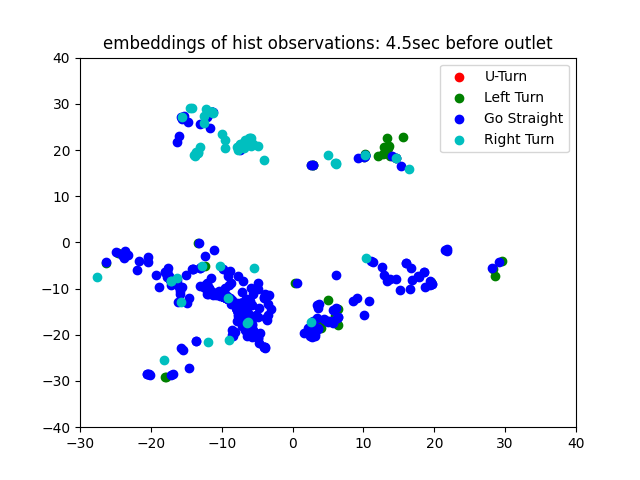 embeddings of hist observations: 4.5sec before outlet
U-Turn
Left Turn
Go Straight
Right Turn
40
30
20
10
0
−10
−20
−30
−40
−30 −20 −10 0 10 20 30 40